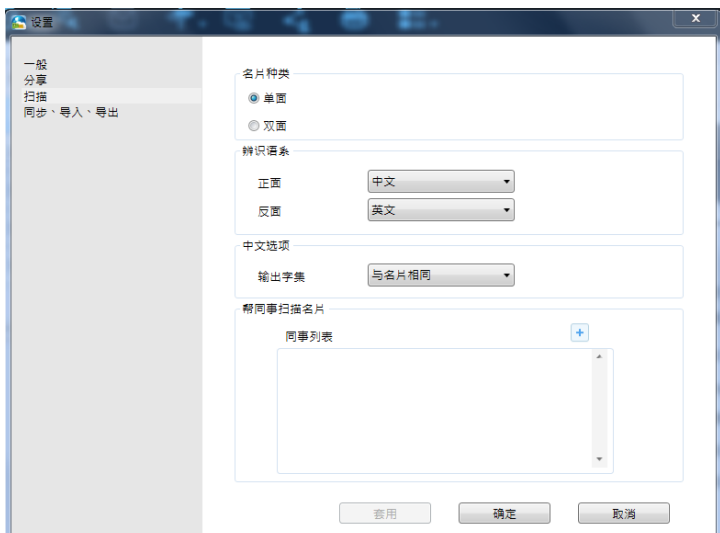 设置
x
一般
分享
扫描
同步、导入、导出
名片种类
单面
双面
辨识语系
正面
中文
反面
英文
中文选项
输出字集
与名片相同
帮同事扫描名片
同事列表
+
套用
确定
取消